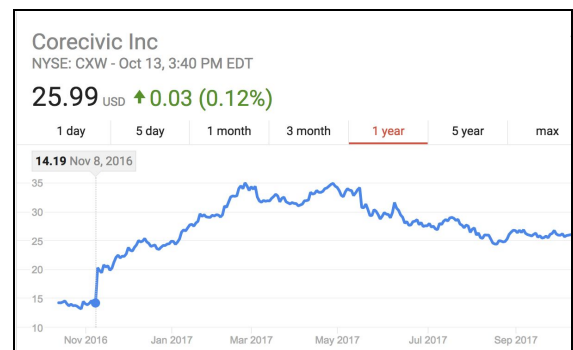 Corecivic Inc
NYSE: CXW - Oct 13, 3:40 PM EDT
25.99 USD 0.03 (0.12%)
1 day 5 day 1 month 3 month 1 year 5 year max
14.19 Nov 8, 2016
35
30
25
20
15
10
Nov 2016 Jan 2017 Mar 2017 May 2017 Jul 2017 Sep 2017